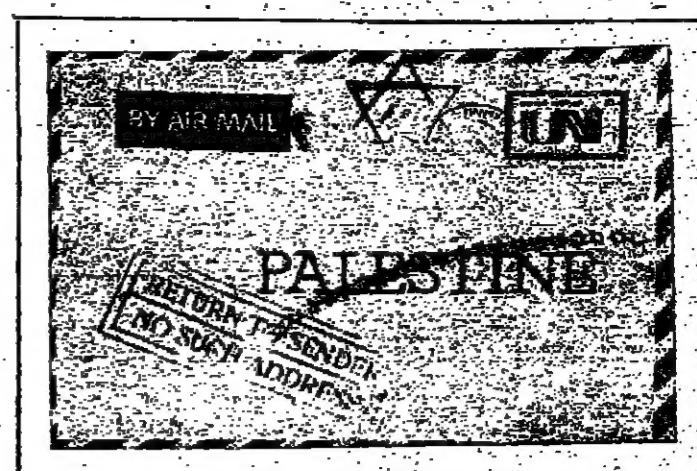 BY AIR MAIL
UN
PALESTINE
RETURN TO SENDER
NO SUCH ADDRESS